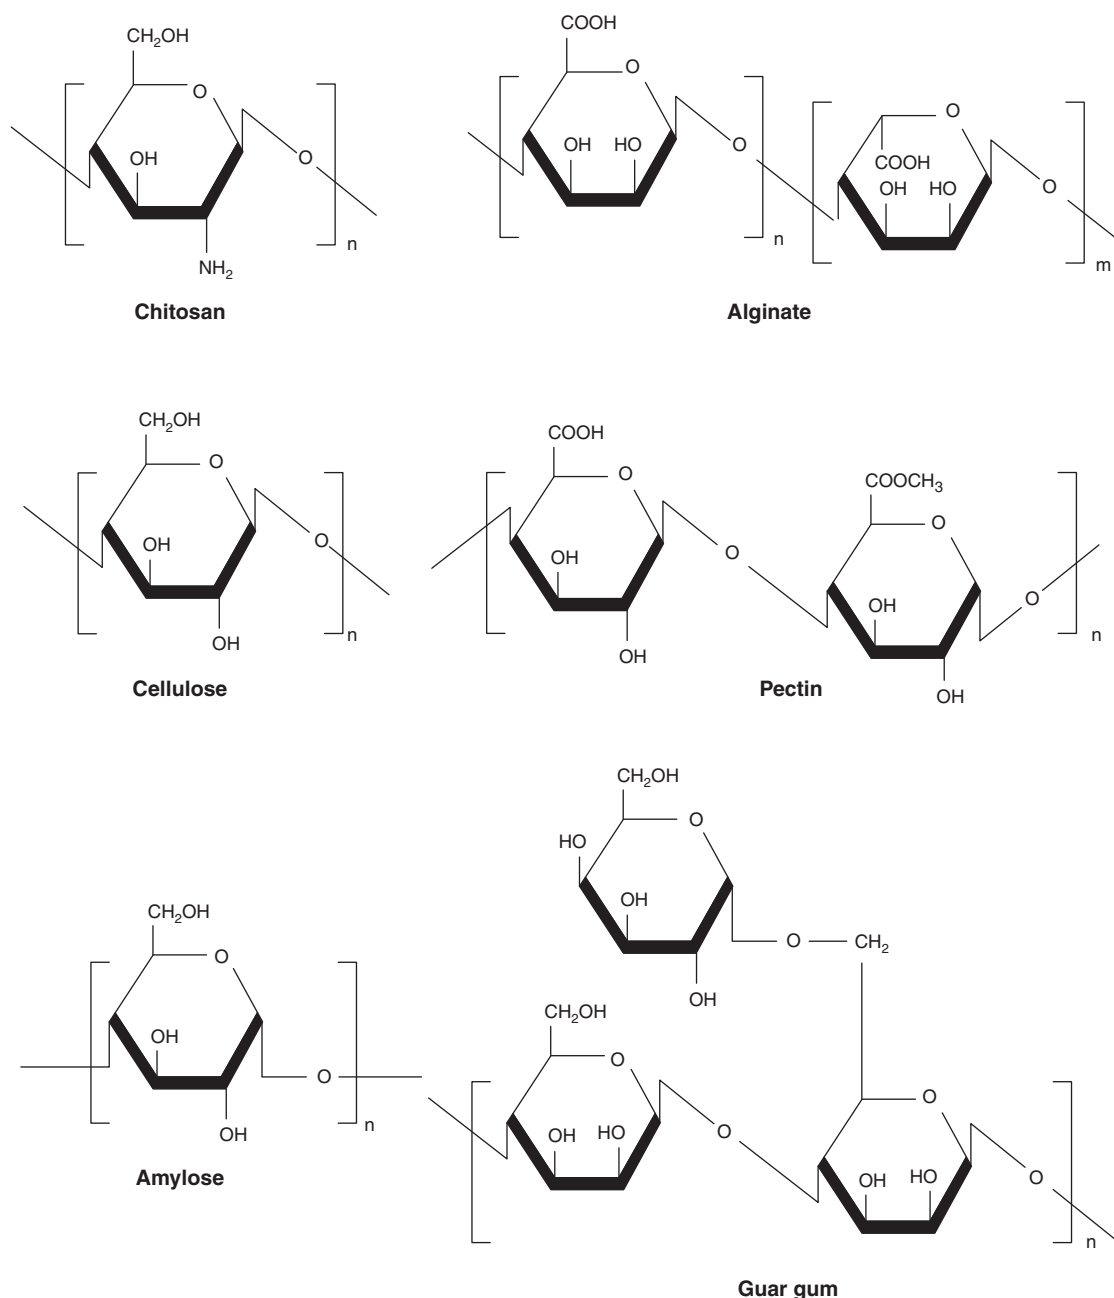 CH₂OH
O
OH
O
NH₂
n
Chitosan
COOH
O
OH HO
O
n
O
COOH
OH HO
O
m
Alginate
CH₂OH
O
OH
O
OH
n
Cellulose
COOH
O
OH
O
OH
COOCH₃
O
OH
O
OH
n
Pectin
CH₂OH
O
OH
O
OH
n
Amylose
CH₂OH
O
HO
OH
O CH₂
OH
CH₂OH
O
OH HO
O
O
OH HO
O
n
Guar gum